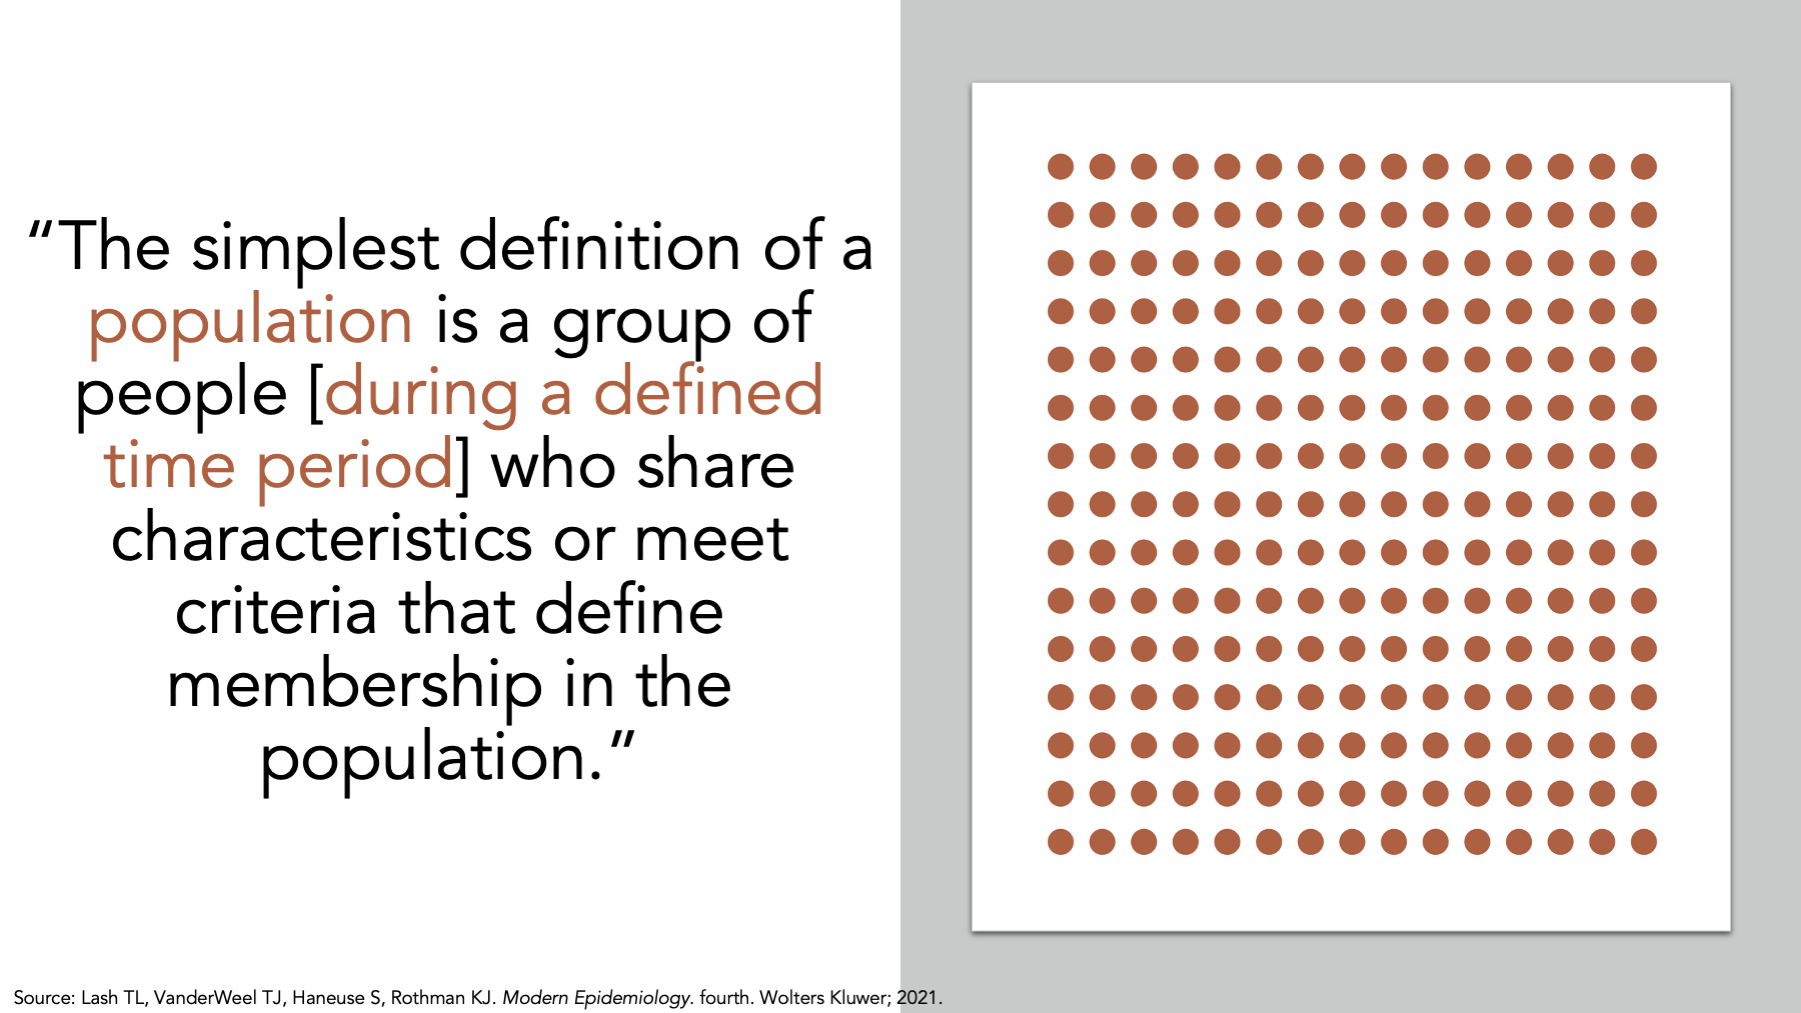 “The simplest definition of a
population is a group of
people [during a defined
time period] who share
characteristics or meet
criteria that define
membership in the
population.”
Source: Lash TL, VanderWeel TJ, Haneuse S, Rothman KJ. Modern Epidemiology. fourth. Wolters Kluwer; 2021.